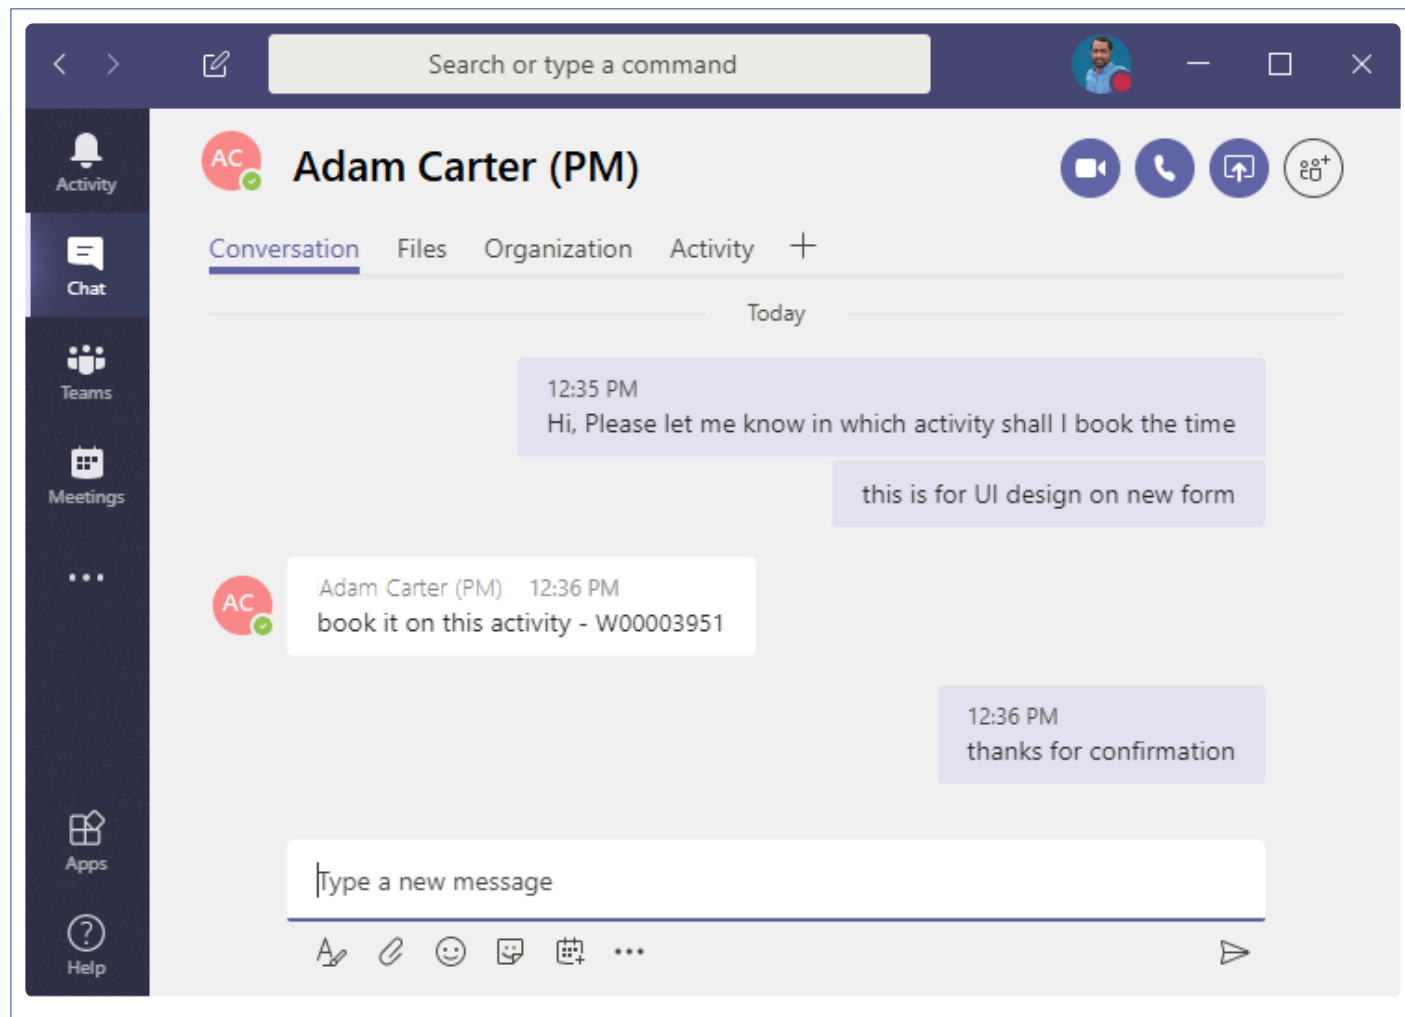 Search or type a command
Activity
Chat
Teams
Meetings
Apps
Help
AC
Adam Carter (PM)
Conversation Files Organization Activity
Today
12:35 PM
Hi, Please let me know in which activity shall I book the time
this is for UI design on new form
AC
Adam Carter (PM) 12:36 PM
book it on this activity - W00003951
12:36 PM
thanks for confirmation
Type a new message